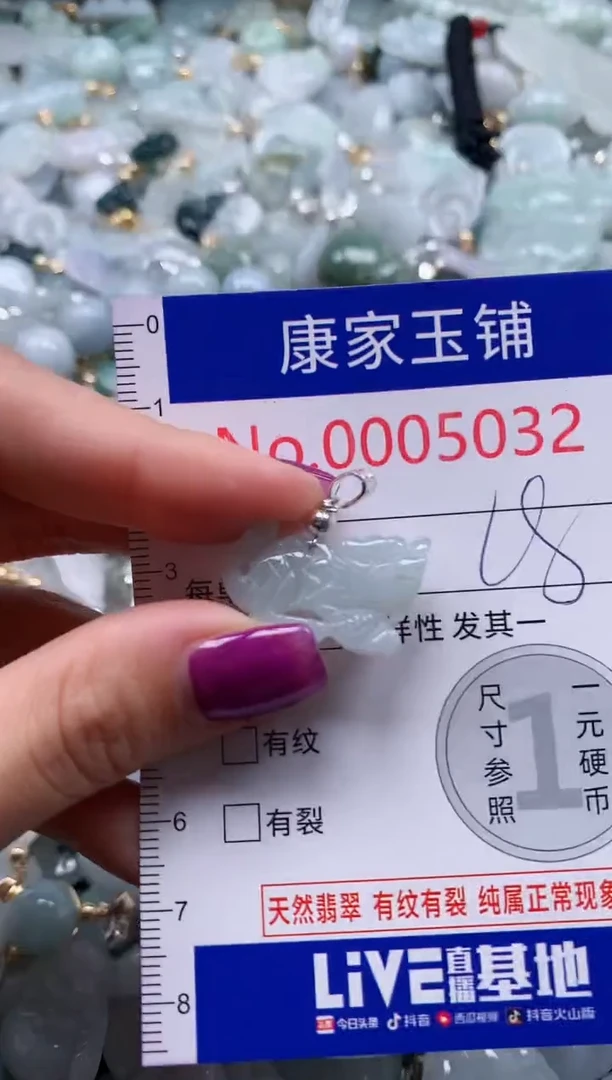 康家玉铺
No.0005032
18
样性 发其一
有纹
有裂
尺寸参照
1
一元硬币
天然翡翠 有纹有裂 纯属正常现象
LiVE直播基地
今日头条 抖音 西瓜视频 抖音火山版
0
1
3
6
7
8